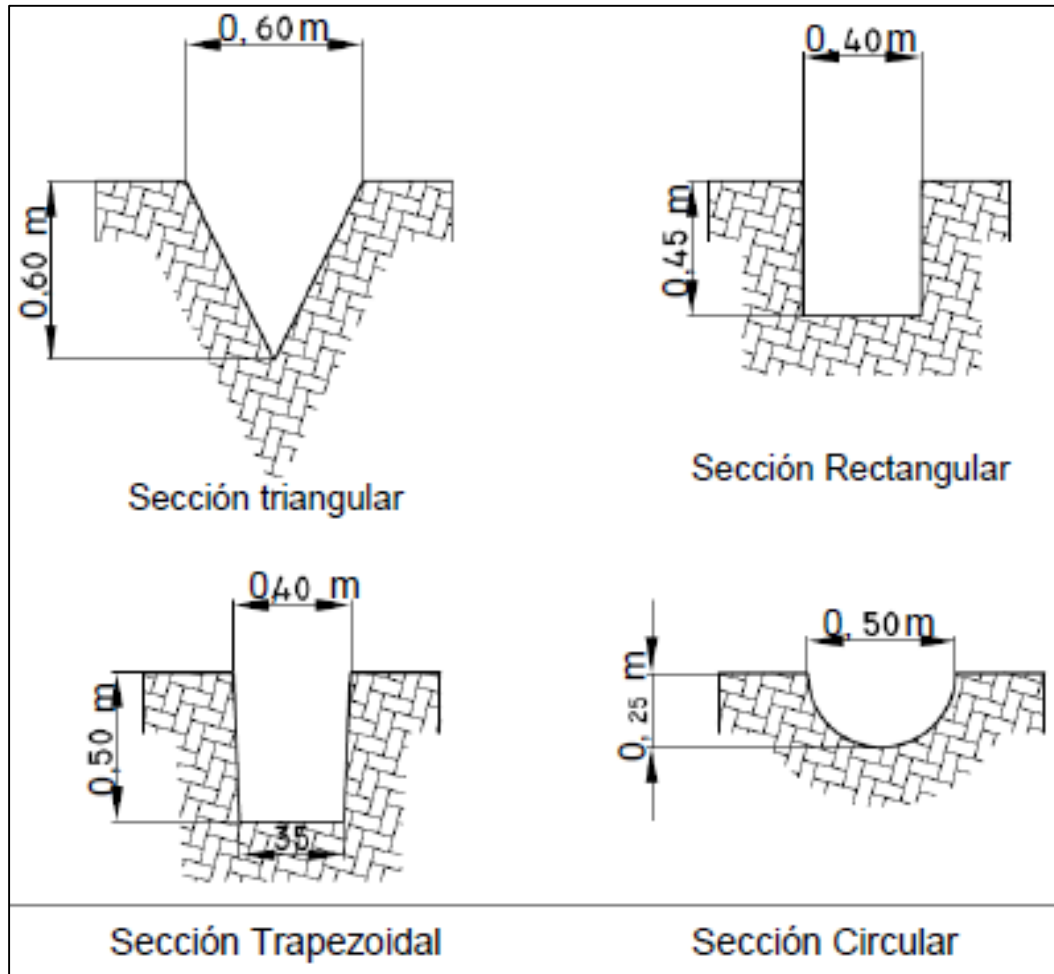 0,60m
0,60 m
Sección triangular
0,40m
0,45 m
Sección Rectangular
0,40 m
0,50 m
35
Sección Trapezoidal
0,50m
0,25 m
Sección Circular